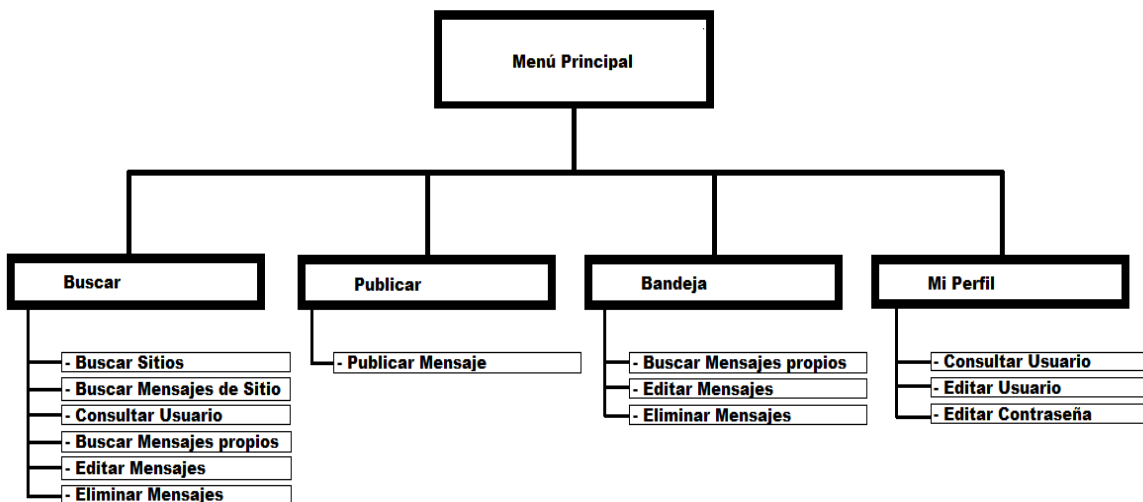 Menú Principal
Buscar
- Buscar Sitios
- Buscar Mensajes de Sitio
- Consultar Usuario
- Buscar Mensajes propios
- Editar Mensajes
- Eliminar Mensajes
Publicar
- Publicar Mensaje
Bandeja
- Buscar Mensajes propios
- Editar Mensajes
- Eliminar Mensajes
Mi Perfil
- Consultar Usuario
- Editar Usuario
- Editar Contraseña